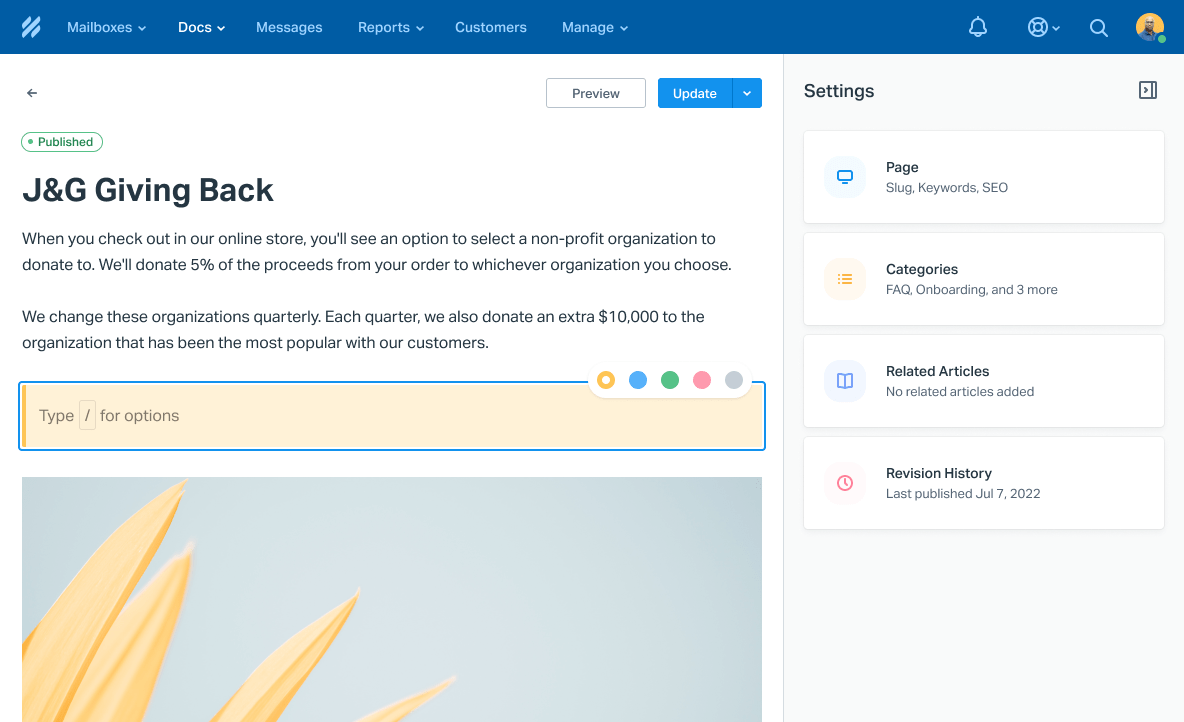 Mailboxes Docs Messages Reports Customers Manage
Preview Update
Published
J&G Giving Back
When you check out in our online store, you'll see an option to select a non-profit organization to
donate to. We'll donate 5% of the proceeds from your order to whichever organization you choose.
We change these organizations quarterly. Each quarter, we also donate an extra $10,000 to the
organization that has been the most popular with our customers.
Type / for options
Settings
Page
Slug, Keywords, SEO
Categories
FAQ, Onboarding, and 3 more
Related Articles
No related articles added
Revision History
Last published Jul 7, 2022